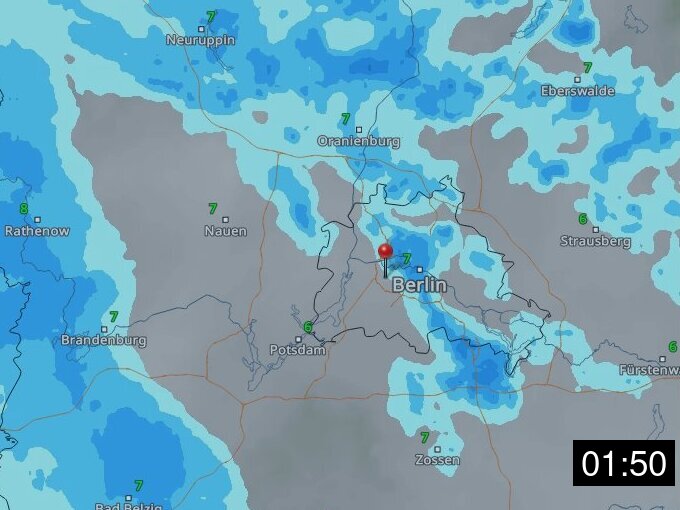 7
Neuruppin
7
Eberswalde
7
Oranienburg
8
Rathenow
7
Nauen
6
Strausberg
7
Berlin
7
Brandenburg
6
Potsdam
6
Fürstenwa
7
Zossen
01:50
7
Bad Belzig